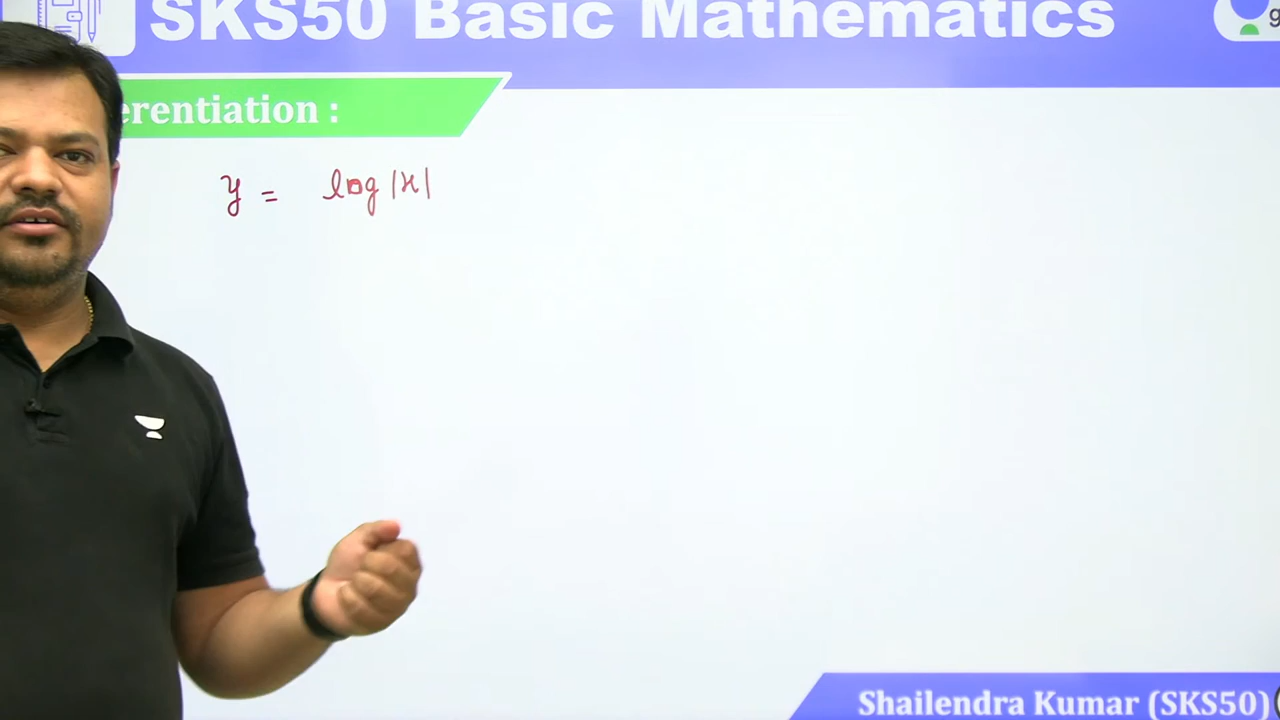 SKS50 Basic Mathematics
erentiation :
y = log |x|
Shailendra Kumar (SKS50)